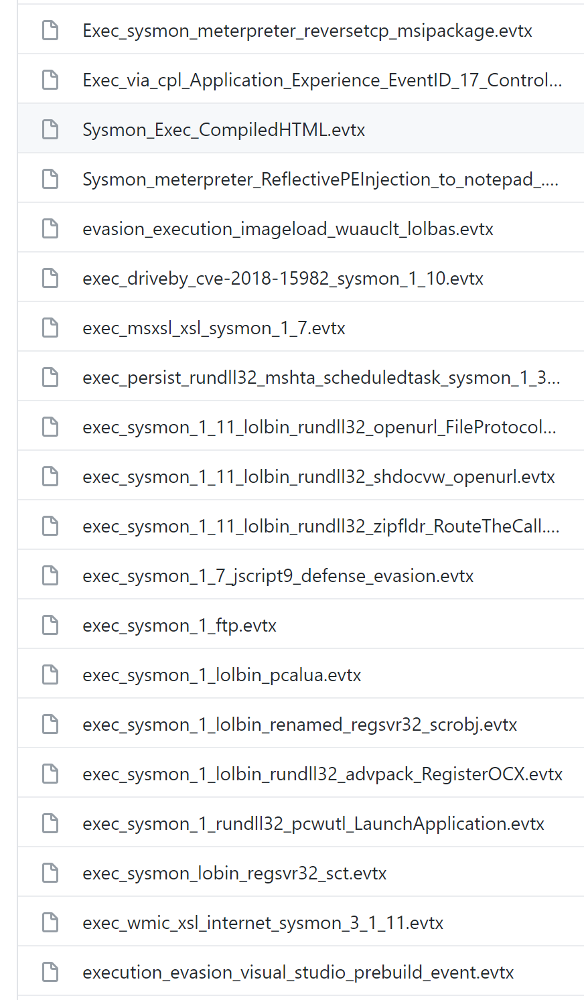 Exec_sysmon_meterpreter_reversetcp_msipackage.evtx
Exec_via_cpl_Application_Experience_EventID_17_Control...
Sysmon_Exec_CompiledHTML.evtx
Sysmon_meterpreter_ReflectivePEInjection_to_notepad_....
evasion_execution_imageload_wuauclt_lolbas.evtx
exec_driveby_cve-2018-15982_sysmon_1_10.evtx
exec_msxsl_xsl_sysmon_1_7.evtx
exec_persist_rundll32_mshta_scheduledtask_sysmon_1_3...
exec_sysmon_1_11_lolbin_rundll32_openurl_FileProtocol...
exec_sysmon_1_11_lolbin_rundll32_shdocvw_openurl.evtx
exec_sysmon_1_11_lolbin_rundll32_zipfldr_RouteTheCall....
exec_sysmon_1_7_jscript9_defense_evasion.evtx
exec_sysmon_1_ftp.evtx
exec_sysmon_1_lolbin_pcalua.evtx
exec_sysmon_1_lolbin_renamed_regsvr32_scrobj.evtx
exec_sysmon_1_lolbin_rundll32_advpack_RegisterOCX.evtx
exec_sysmon_1_rundll32_pcwutl_LaunchApplication.evtx
exec_sysmon_lobin_regsvr32_sct.evtx
exec_wmic_xsl_internet_sysmon_3_1_11.evtx
execution_evasion_visual_studio_prebuild_event.evtx